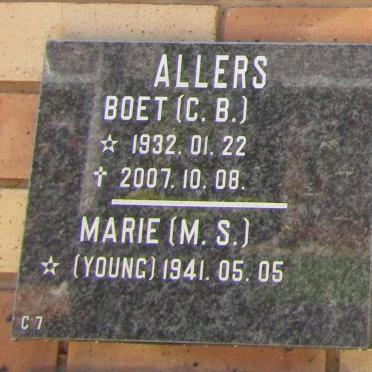 ALLERS
BOET (C. B.)
☆ 1932. 01. 22
† 2007. 10. 08.
MARIE (M. S.)
☆ (YOUNG) 1941. 05. 05
C 7